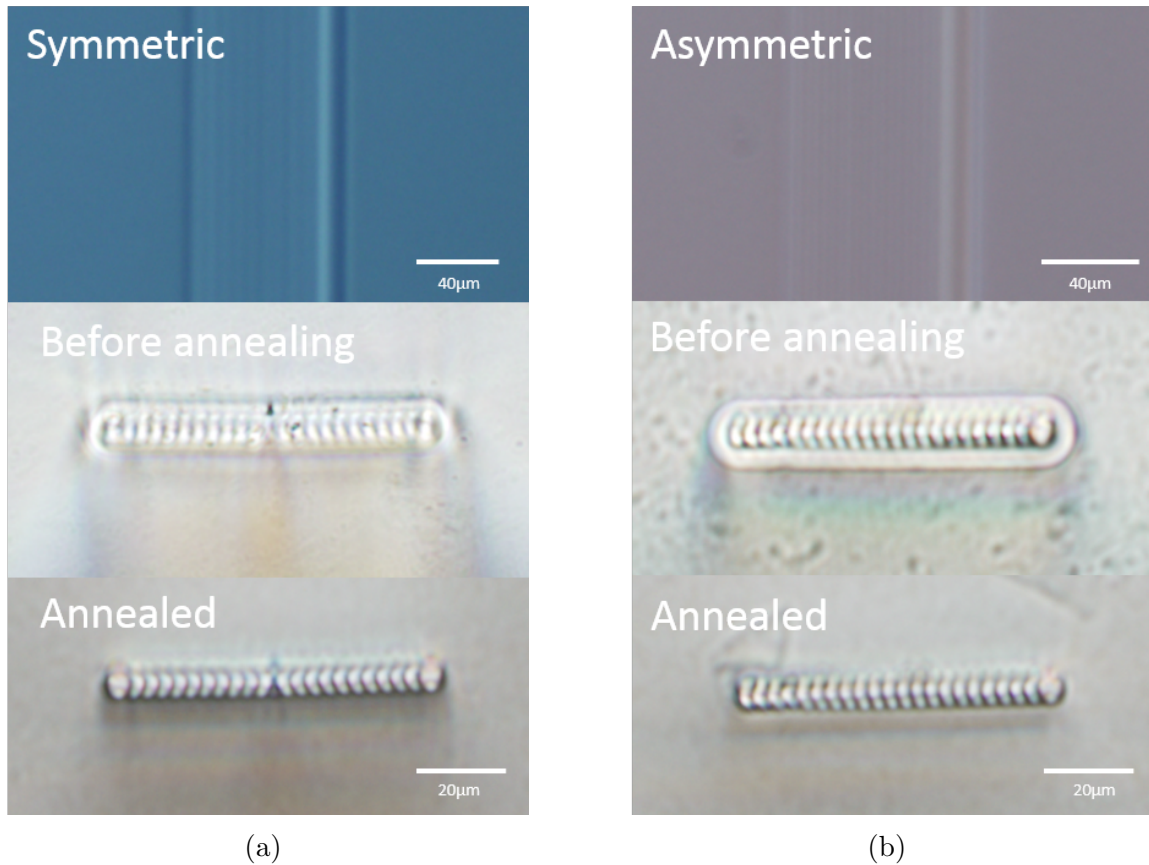 Symmetric
40μm
Before annealing
Annealed
20μm
(a)
Asymmetric
40μm
Before annealing
Annealed
20μm
(b)